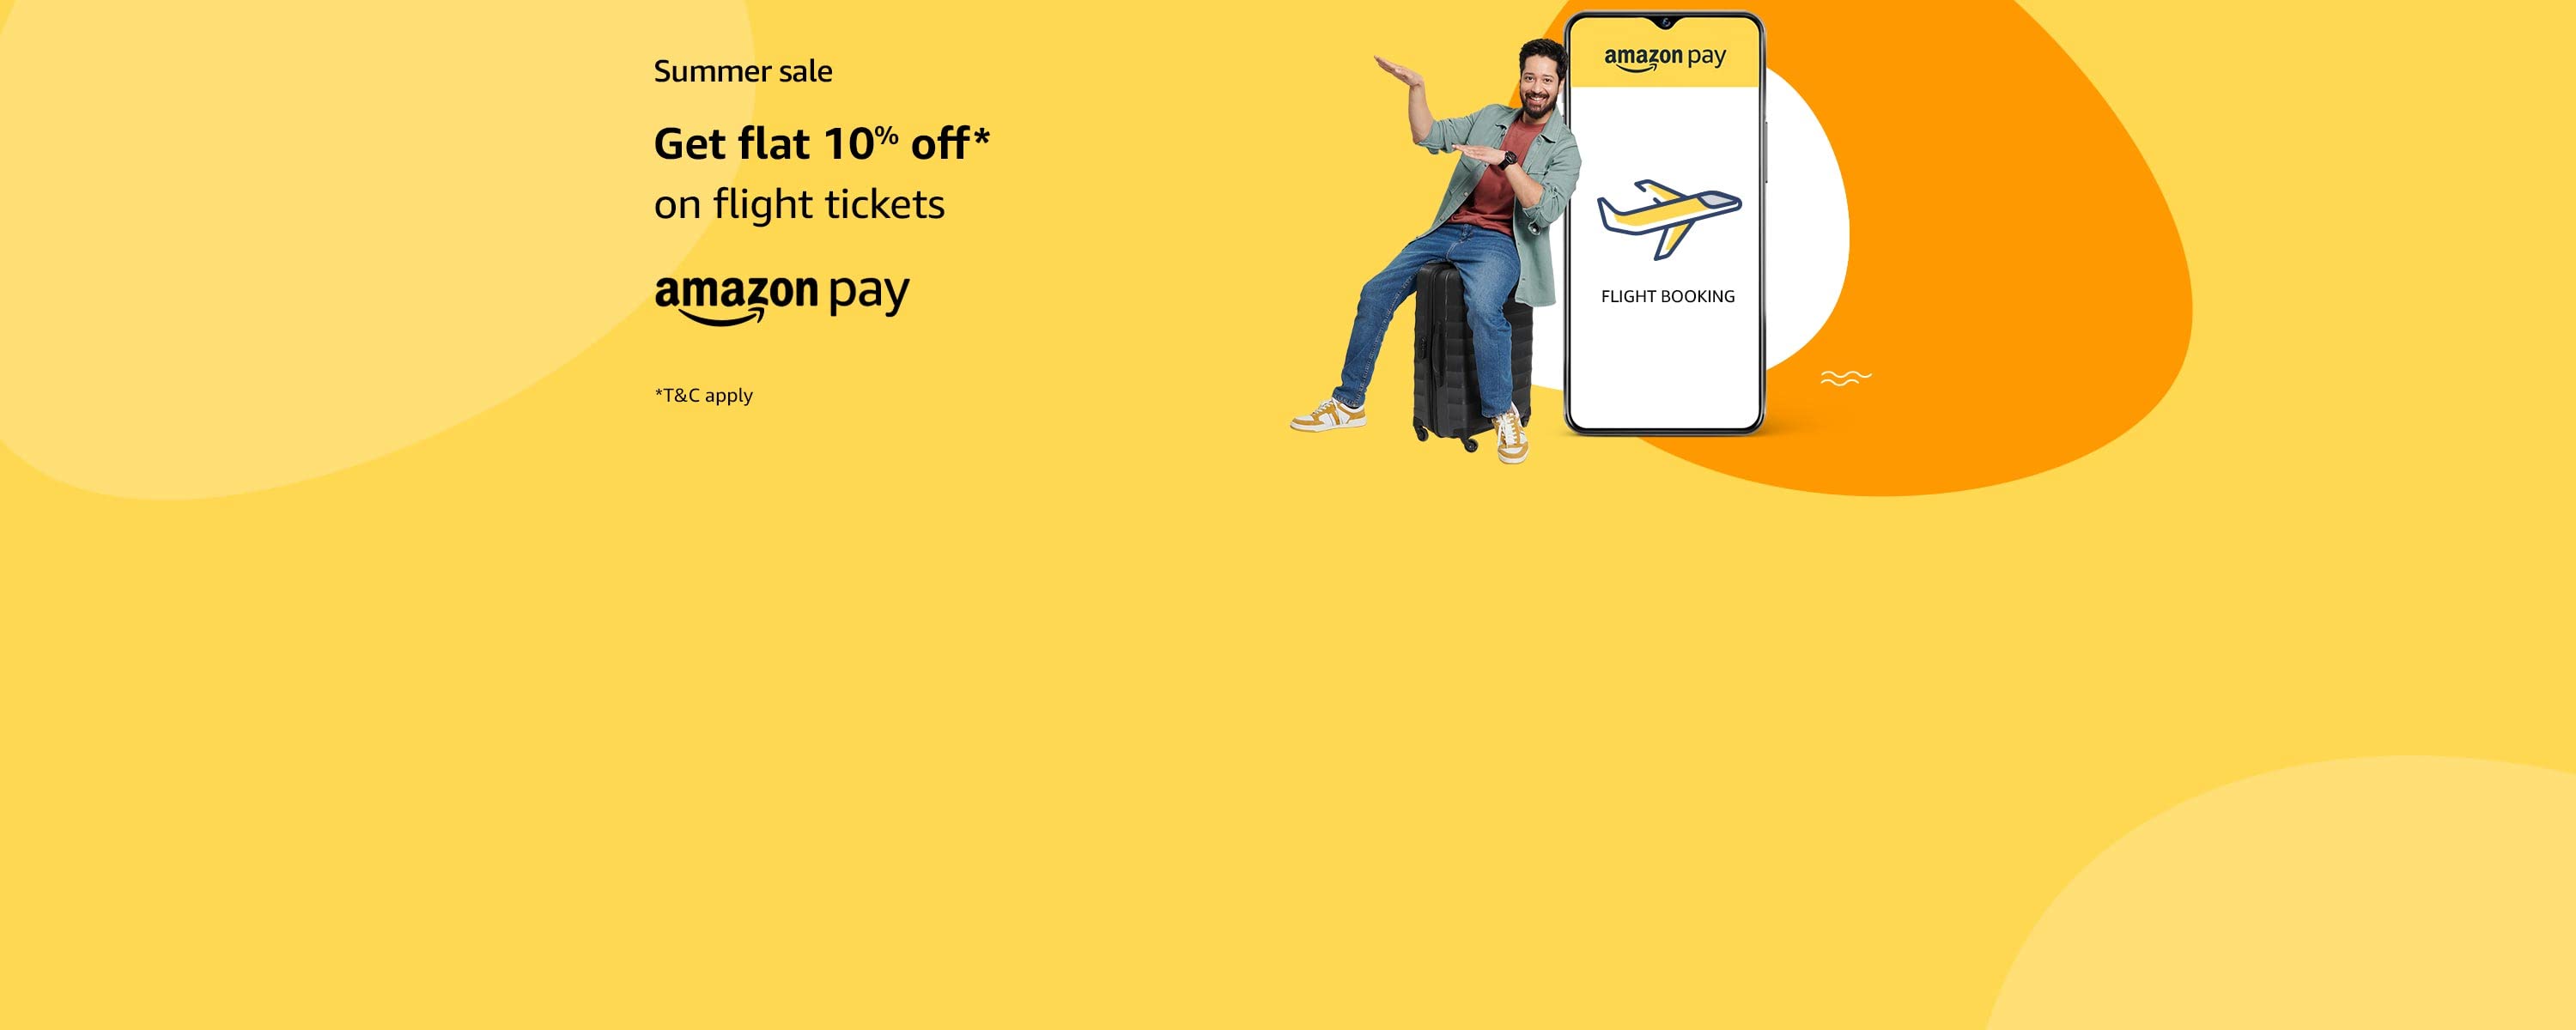 Summer sale
Get flat 10% off*
on flight tickets
amazon pay
*T&C apply
amazon pay
FLIGHT BOOKING